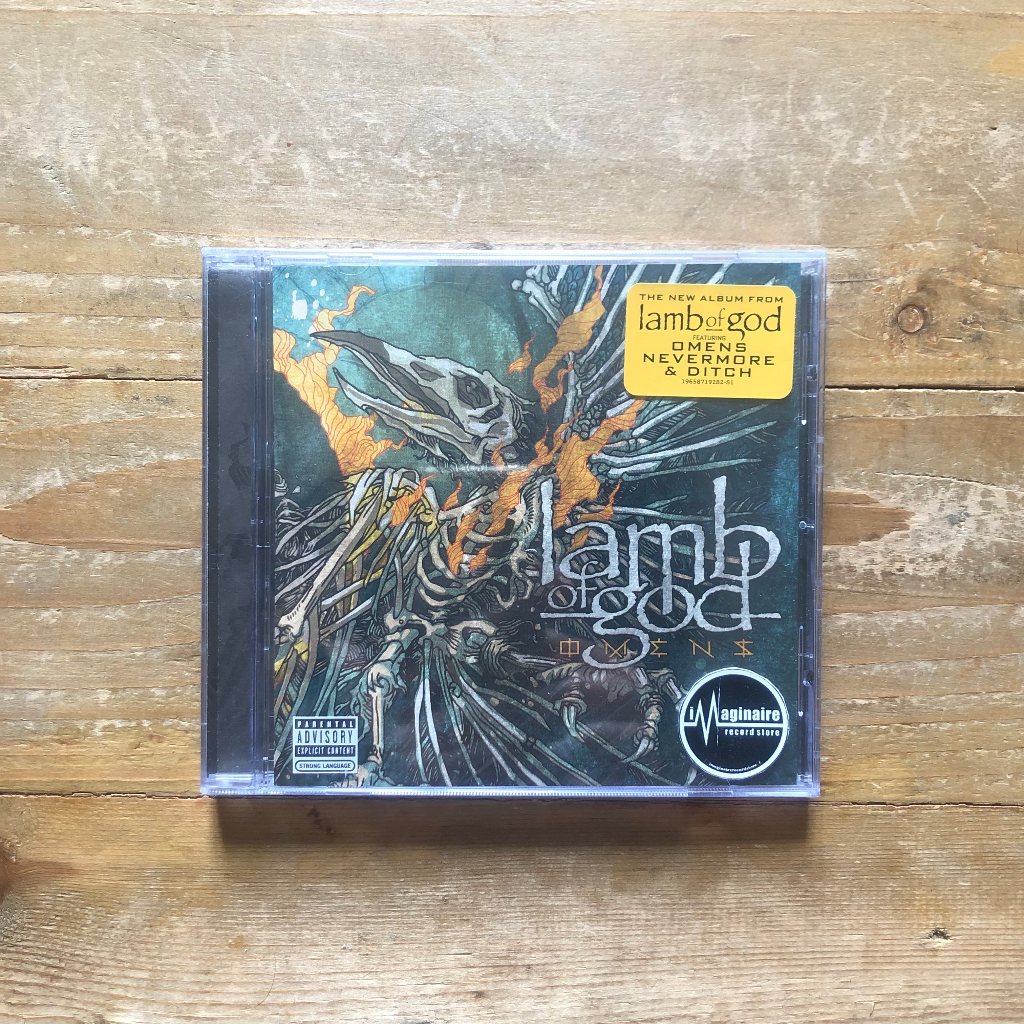 THE NEW ALBUM FROM
lamb of god
FEATURING
OMENS
NEVERMORE
& DITCH
19658719282-S1
lamb
of god
OMENS
iMaginaire
record store
PARENTAL
ADVISORY
EXPLICIT CONTENT
STRONG LANGUAGE